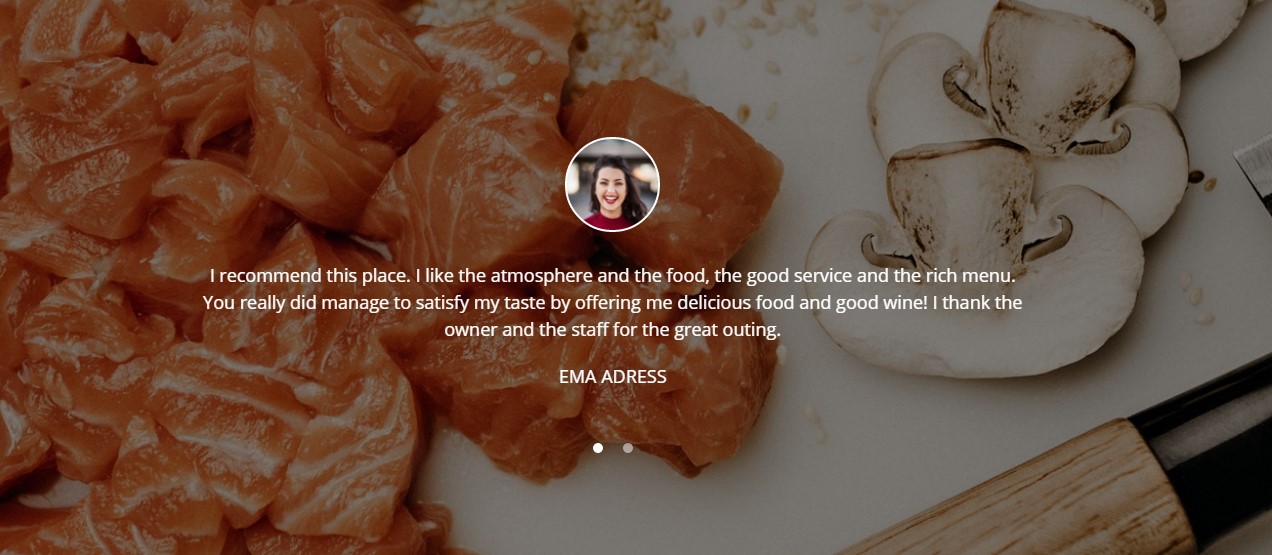 I recommend this place. I like the atmosphere and the food, the good service and the rich menu.
You really did manage to satisfy my taste by offering me delicious food and good wine! I thank the
owner and the staff for the great outing.
EMA ADRESS